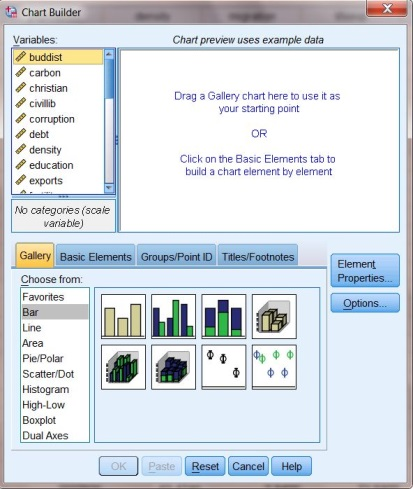 Chart Builder
Variables:
Chart preview uses example data
buddist
carbon
christian
civillib
corruption
debt
density
education
exports
No categories (scale
variable)
Drag a Gallery chart here to use it as
your starting point
OR
Click on the Basic Elements tab to
build a chart element by element
Gallery
Basic Elements
Groups/Point ID
Titles/Footnotes
Choose from:
Favorites
Bar
Line
Area
Pie/Polar
Scatter/Dot
Histogram
High-Low
Boxplot
Dual Axes
Element
Properties...
Options...
OK
Paste
Reset
Cancel
Help